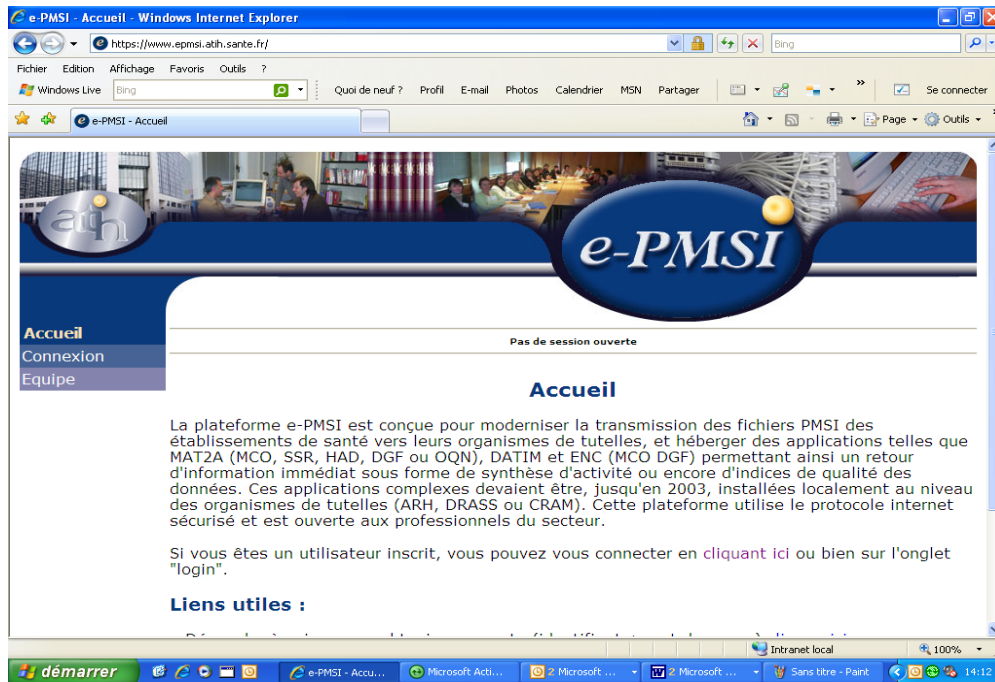 e-PMSI - Accueil - Windows Internet Explorer
https://www.epmsi.atih.sante.fr/
Bing
Fichier Edition Affichage Favoris Outils ?
Windows Live Bing Quoi de neuf ? Profil E-mail Photos Calendrier MSN Partager » Se connecter
e-PMSI - Accueil Page Outils
atih
e-PMSI
Pas de session ouverte
Accueil
Connexion
Equipe
Accueil
La plateforme e-PMSI est conçue pour moderniser la transmission des fichiers PMSI des
établissements de santé vers leurs organismes de tutelles, et héberger des applications telles que
MAT2A (MCO, SSR, HAD, DGF ou OQN), DATIM et ENC (MCO DGF) permettant ainsi un retour
d'information immédiat sous forme de synthèse d'activité ou encore d'indices de qualité des
données. Ces applications complexes devaient être, jusqu'en 2003, installées localement au niveau
des organismes de tutelles (ARH, DRASS ou CRAM). Cette plateforme utilise le protocole internet
sécurisé et est ouverte aux professionnels du secteur.
Si vous êtes un utilisateur inscrit, vous pouvez vous connecter en cliquant ici ou bien sur l'onglet
"login".
Liens utiles :
Intranet local 100%
démarrer e-PMSI - Accu... Microsoft Acti... 2 Microsoft ... 2 Microsoft ... Sans titre - Paint 14:12